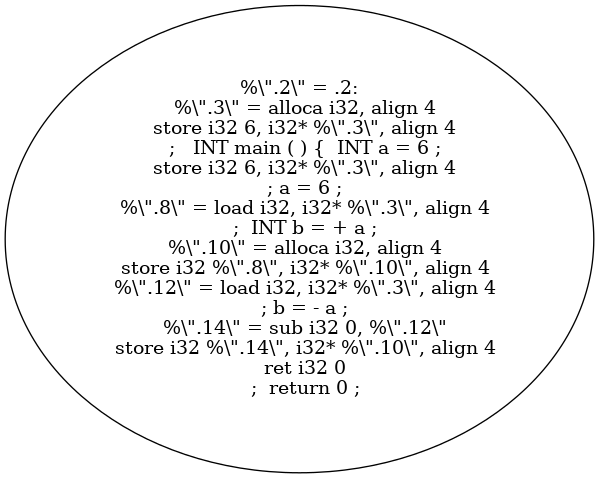 %\".2\" = .2:
%\".3\" = alloca i32, align 4
store i32 6, i32* %\".3\", align 4
;   INT main ( ) {  INT a = 6 ;
store i32 6, i32* %\".3\", align 4
; a = 6 ;
%\".8\" = load i32, i32* %\".3\", align 4
;  INT b = + a ;
%\".10\" = alloca i32, align 4
store i32 %\".8\", i32* %\".10\", align 4
%\".12\" = load i32, i32* %\".3\", align 4
; b = - a ;
%\".14\" = sub i32 0, %\".12\"
store i32 %\".14\", i32* %\".10\", align 4
ret i32 0
;  return 0 ;